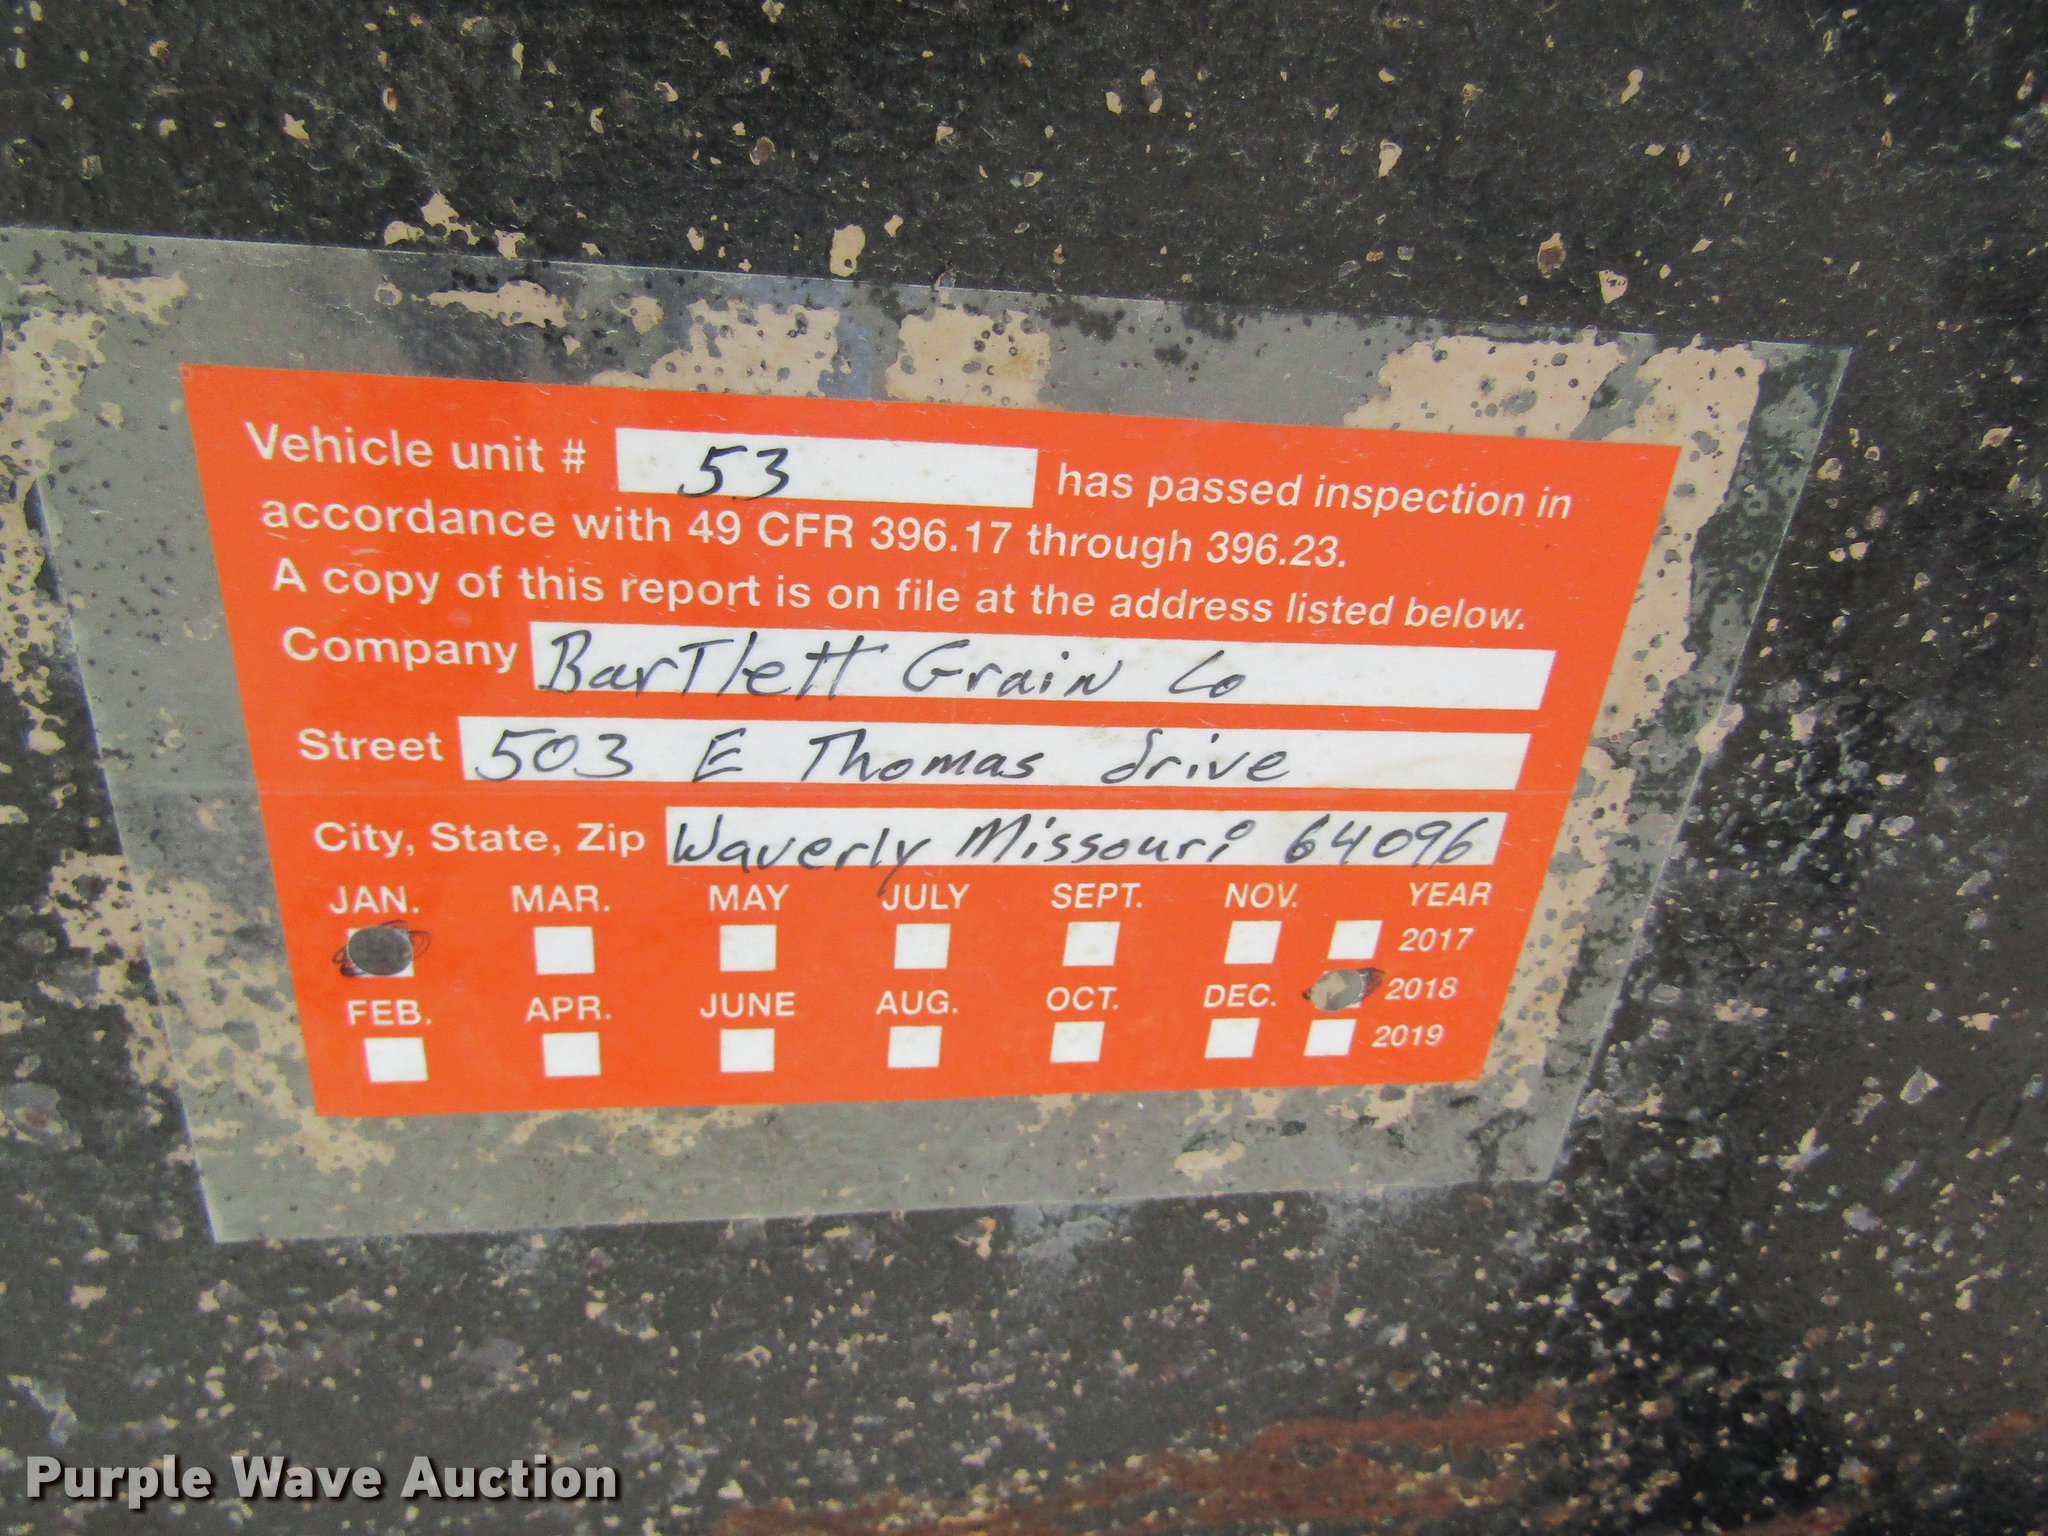 Vehicle unit # 53 has passed inspection in
accordance with 49 CFR 396.17 through 396.23.
A copy of this report is on file at the address listed below.
Company Bartlett Grain Co
Street 503 E Thomas drive
City, State, Zip Waverly Missouri 64096
JAN. MAR. MAY JULY SEPT. NOV. YEAR
2017
FEB. APR. JUNE AUG. OCT. DEC. 2018
2019
Purple Wave Auction